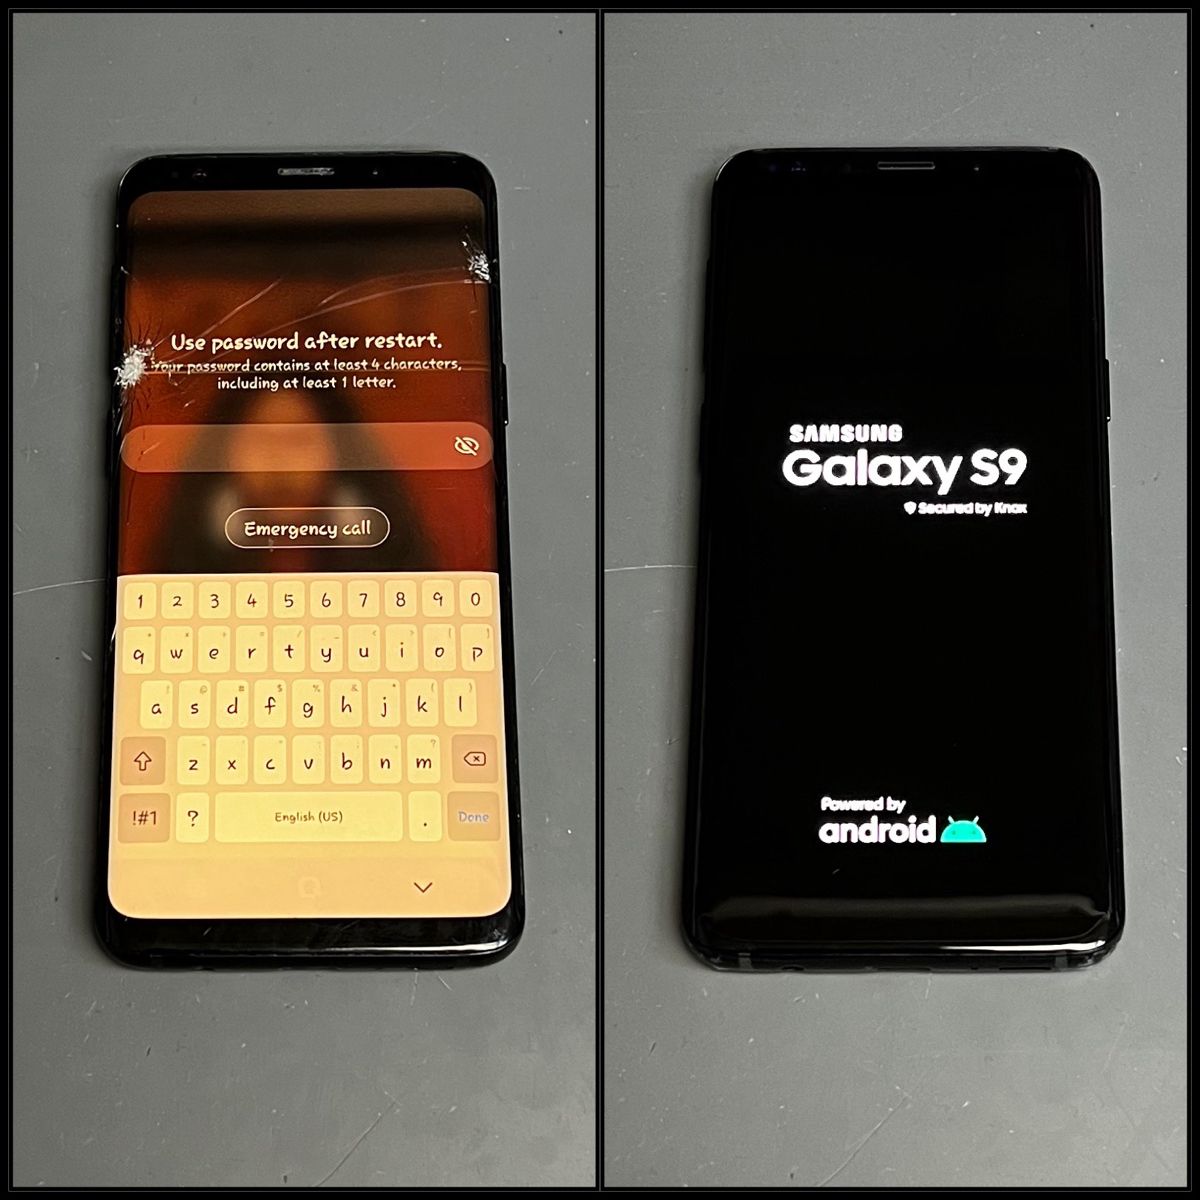 Use password after restart.
Your password contains at least 4 characters,
including at least 1 letter.
Emergency call
1 2 3 4 5 6 7 8 9 0
q w e r t y u i o p
a s d f g h j k l
z x c v b n m
!#1 ? English (US) . Done
SAMSUNG
Galaxy S9
Secured by Knox
Powered by
android